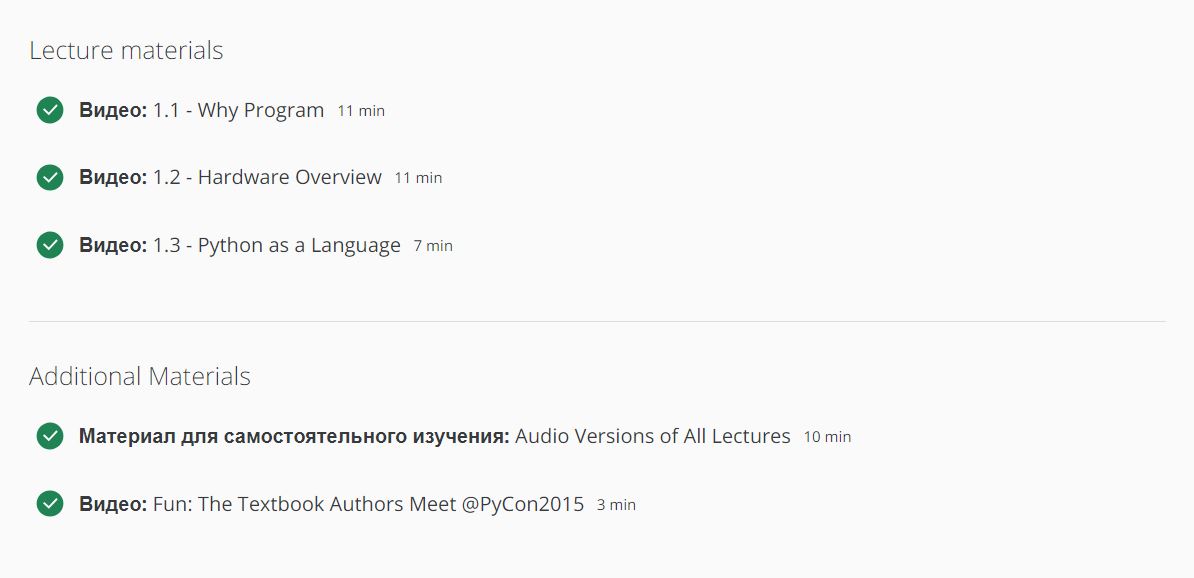 Lecture materials
Видео: 1.1 - Why Program 11 min
Видео: 1.2 - Hardware Overview 11 min
Видео: 1.3 - Python as a Language 7 min
Additional Materials
Материал для самостоятельного изучения: Audio Versions of All Lectures 10 min
Видео: Fun: The Textbook Authors Meet @PyCon2015 3 min